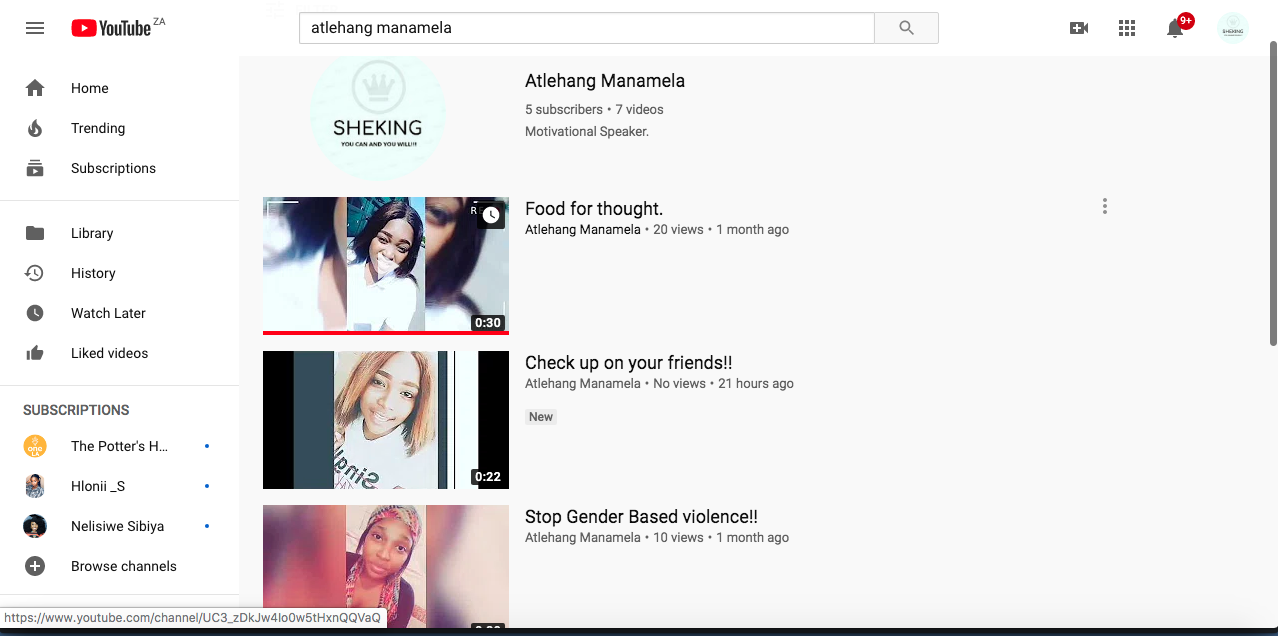 YouTube ZA
atlehang manamela
9+
SHEKING
Home
Trending
Subscriptions
Library
History
Watch Later
Liked videos
SUBSCRIPTIONS
one
LA
The Potter's H...
Hlonii _S
Nelisiwe Sibiya
Browse channels
https://www.youtube.com/channel/UC3_zDkJw4Io0w5tHxnQQVaQ
SHEKING
YOU CAN AND YOU WILL!!!
Atlehang Manamela
5 subscribers • 7 videos
Motivational Speaker.
0:30
Food for thought.
Atlehang Manamela • 20 views • 1 month ago
0:22
Check up on your friends!!
Atlehang Manamela • No views • 21 hours ago
New
Stop Gender Based violence!!
Atlehang Manamela • 10 views • 1 month ago